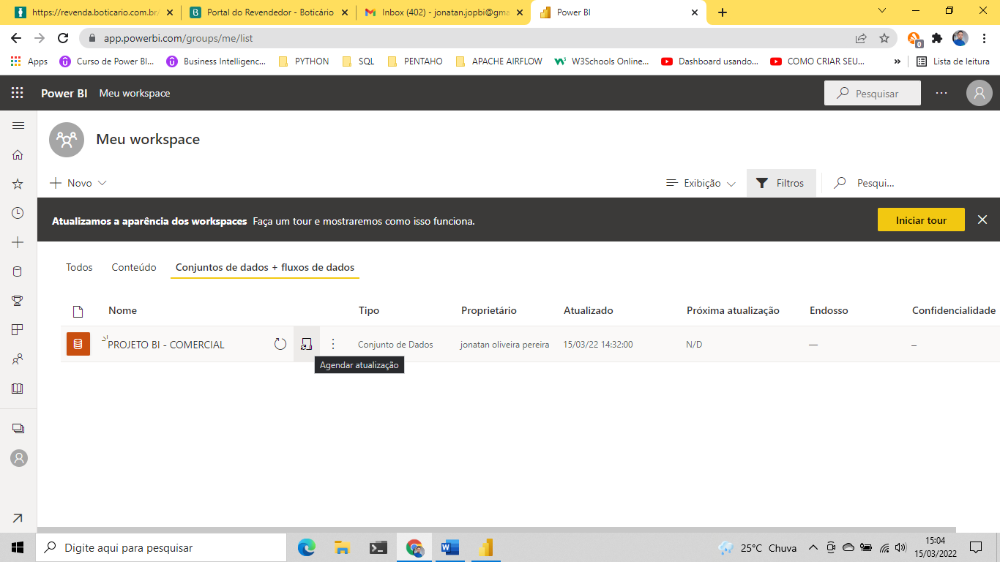 https://revenda.boticario.com.br/
Portal do Revendedor - Boticário
Inbox (402) - jonatan.jopbi@gma
Power BI
app.powerbi.com/groups/me/list
0
Apps
Curso de Power BI...
Business Intelligenc...
PYTHON
SQL
PENTAHO
APACHE AIRFLOW
W3Schools Online...
Dashboard usando...
COMO CRIAR SEU...
»
Lista de leitura
Power BI Meu workspace
Pesquisar
Meu workspace
Novo
Exibição
Filtros
Pesqui...
Atualizamos a aparência dos workspaces Faça um tour e mostraremos como isso funciona.
Iniciar tour
Todos
Conteúdo
Conjuntos de dados + fluxos de dados
Nome
Tipo
Proprietário
Atualizado
Próxima atualização
Endosso
Confidencialidade
PROJETO BI - COMERCIAL
Conjunto de Dados
jonatan oliveira pereira
15/03/22 14:32:00
N/D
—
–
Agendar atualização
Digite aqui para pesquisar
25°C Chuva
15:04
15/03/2022